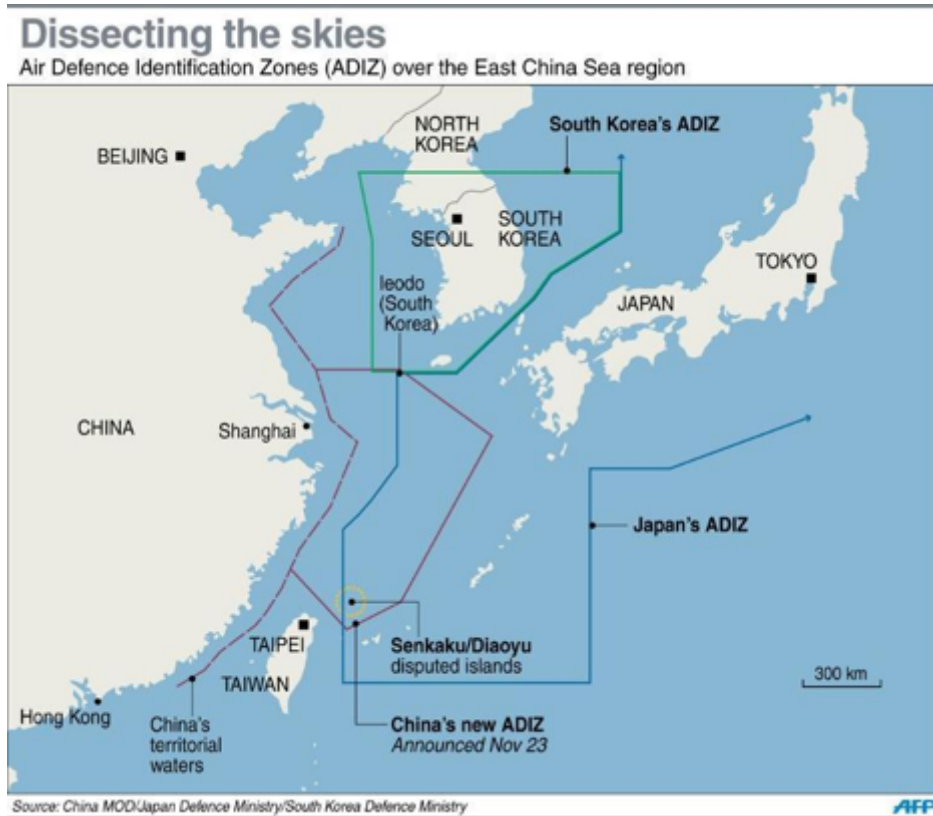 Dissecting the skies
Air Defence Identification Zones (ADIZ) over the East China Sea region
NORTH
KOREA
South Korea's ADIZ
BEIJING
SEOUL
SOUTH
KOREA
TOKYO
JAPAN
Ieodo
(South
Korea)
CHINA
Shanghai
Japan's ADIZ
TAIPEI
TAIWAN
Senkaku/Diaoyu
disputed islands
300 km
Hong Kong
China's
territorial
waters
China's new ADIZ
Announced Nov 23
Source: China MOD/Japan Defence Ministry/South Korea Defence Ministry
AFP